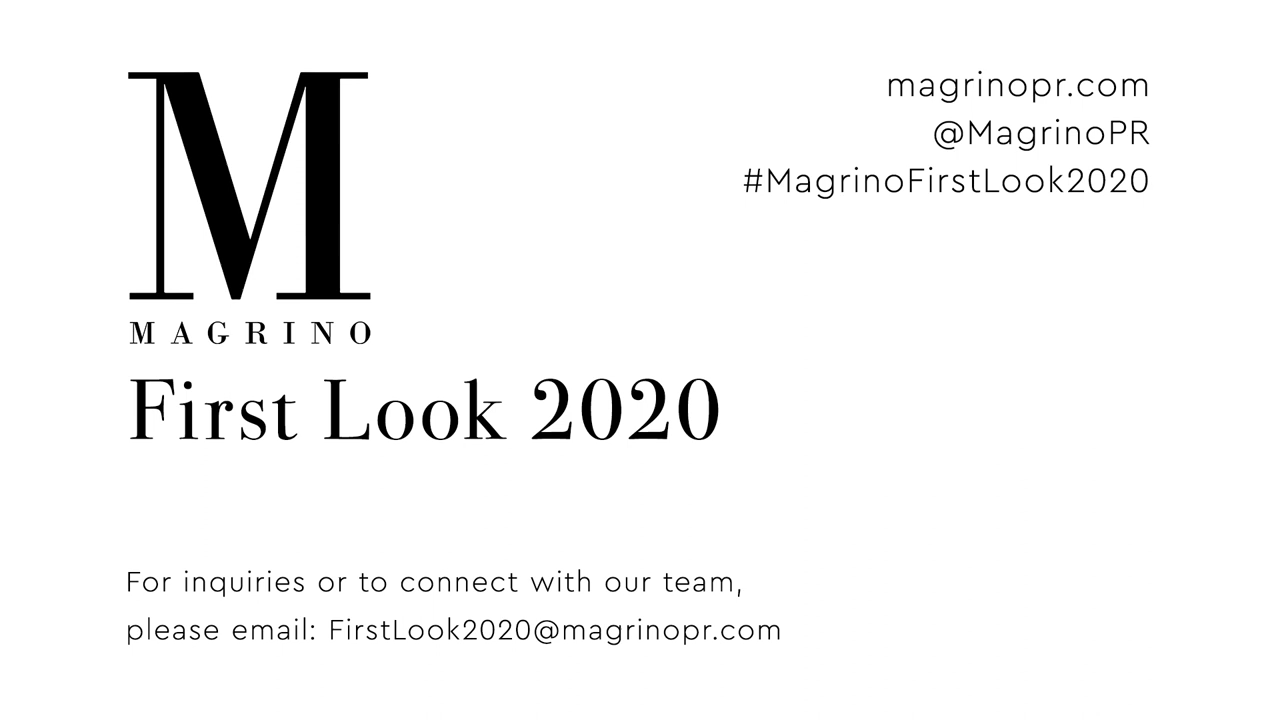 M
MAGRINO
First Look 2020
magrinopr.com
@MagrinoPR
#MagrinoFirstLook2020
For inquiries or to connect with our team,
please email: FirstLook2020@magrinopr.com